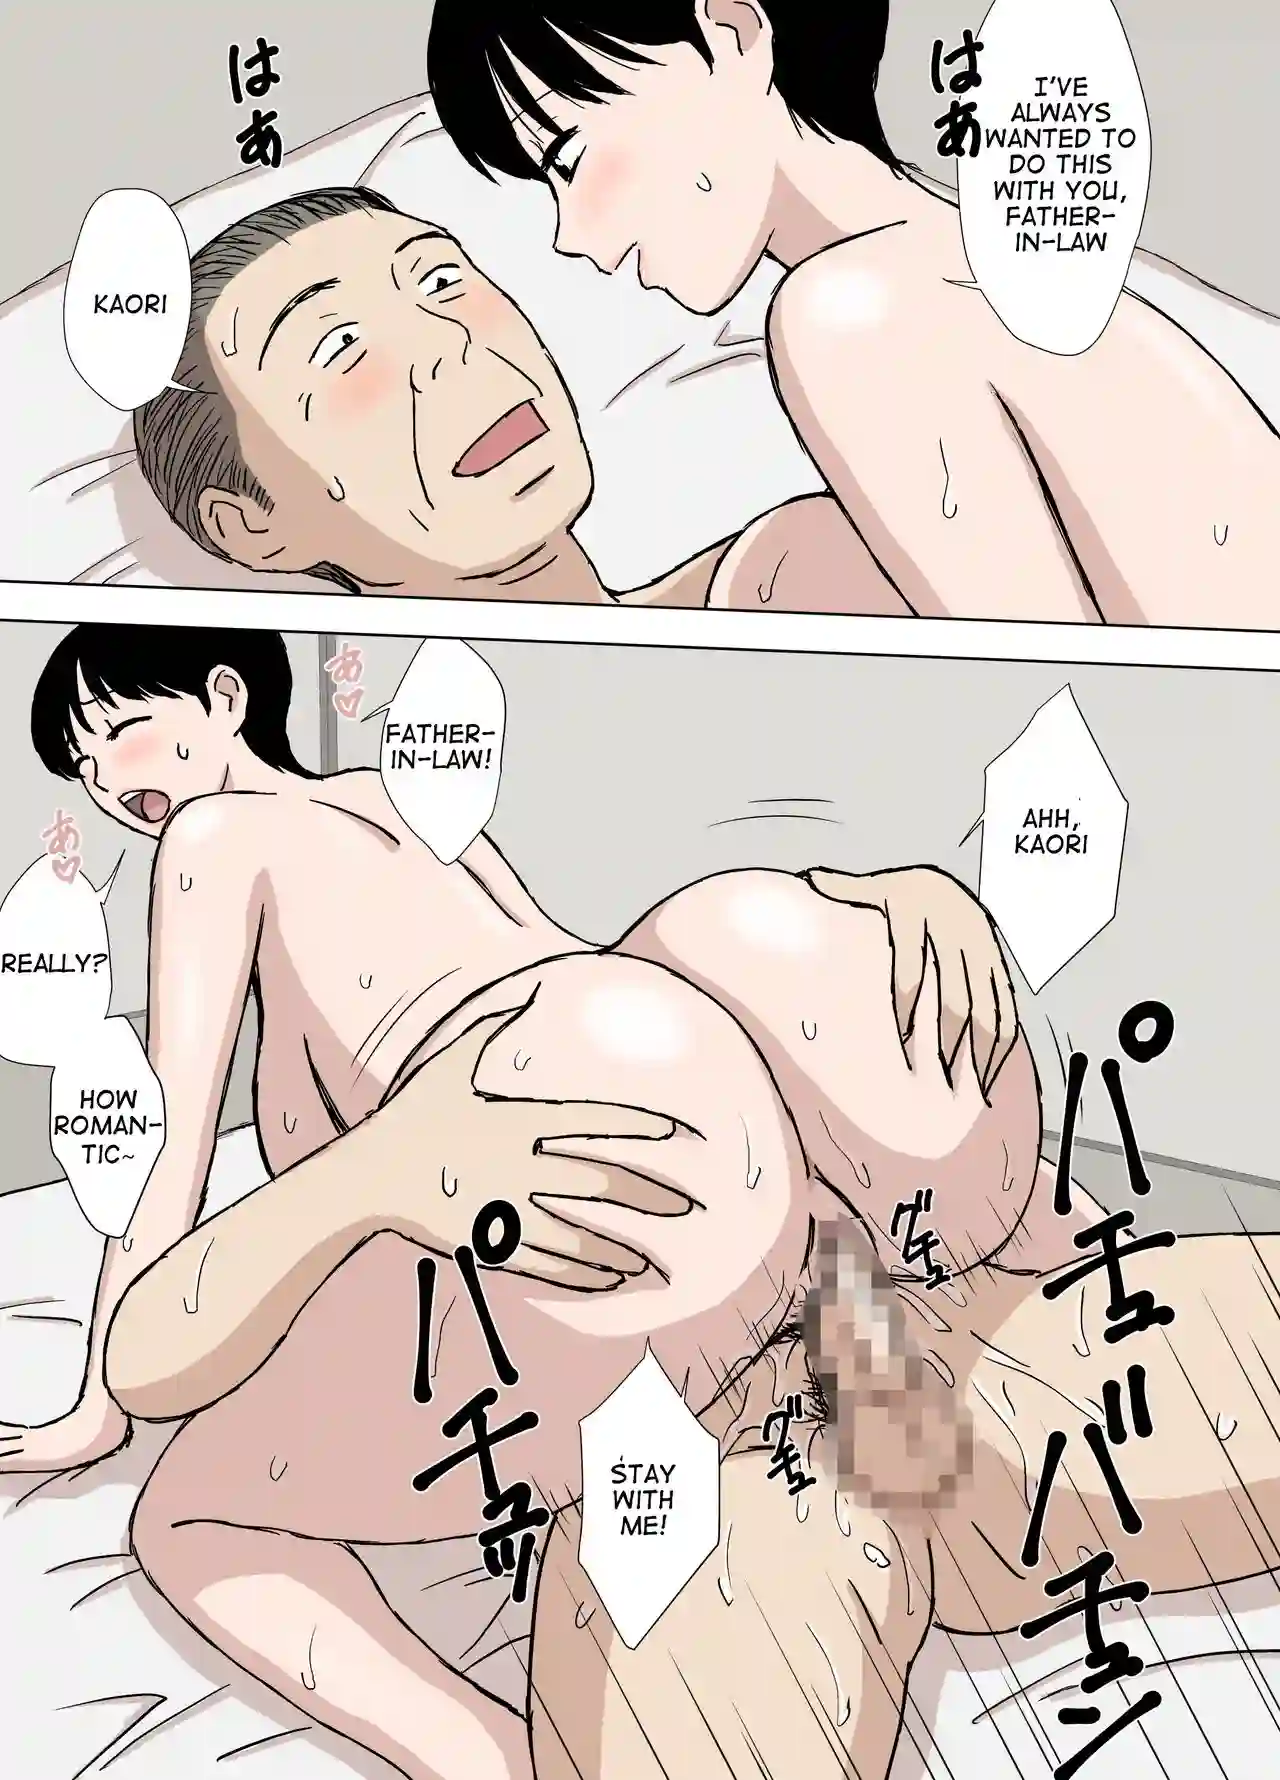 I'VE
ALWAYS
WANTED TO
DO THIS
WITH YOU,
FATHER-
IN-LAW
はぁ
はぁ
KAORI
AHH,
KAORI
FATHER-
IN-LAW!
あ♡
あ♡
REALLY?
HOW
ROMAN-
TIC~
パチュ
バチュン
グチュ
パチュッ
グチュ
STAY
WITH
ME!